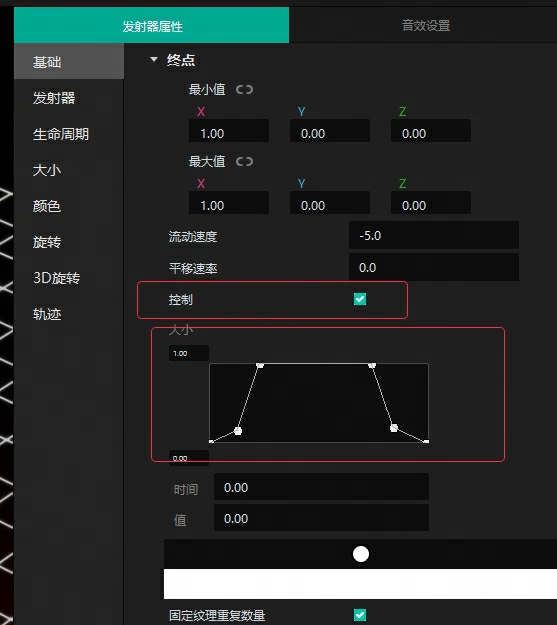 发射器属性 音效设置
基础
发射器
生命周期
大小
颜色
旋转
3D旋转
轨迹
终点
最小值
X Y Z
1.00 0.00 0.00
最大值
X Y Z
1.00 0.00 0.00
流动速度 -5.0
平移速率 0.0
控制
大小
1.00
0.00
时间 0.00
值 0.00
固定纹理重复数量